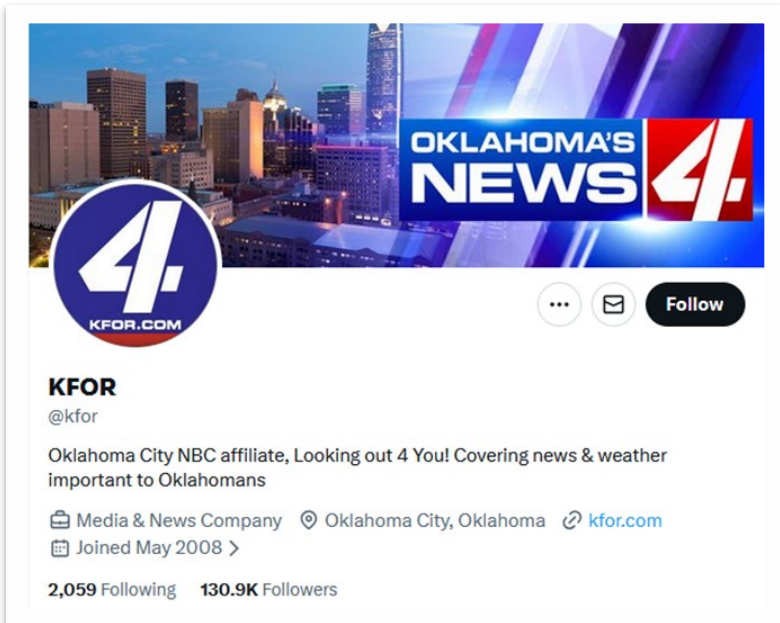 OKLAHOMA'S
NEWS 4
4
KFOR.COM
Follow
KFOR
@kfor
Oklahoma City NBC affiliate, Looking out 4 You! Covering news & weather
important to Oklahomans
Media & News Company Oklahoma City, Oklahoma kfor.com
Joined May 2008
2,059 Following 130.9K Followers